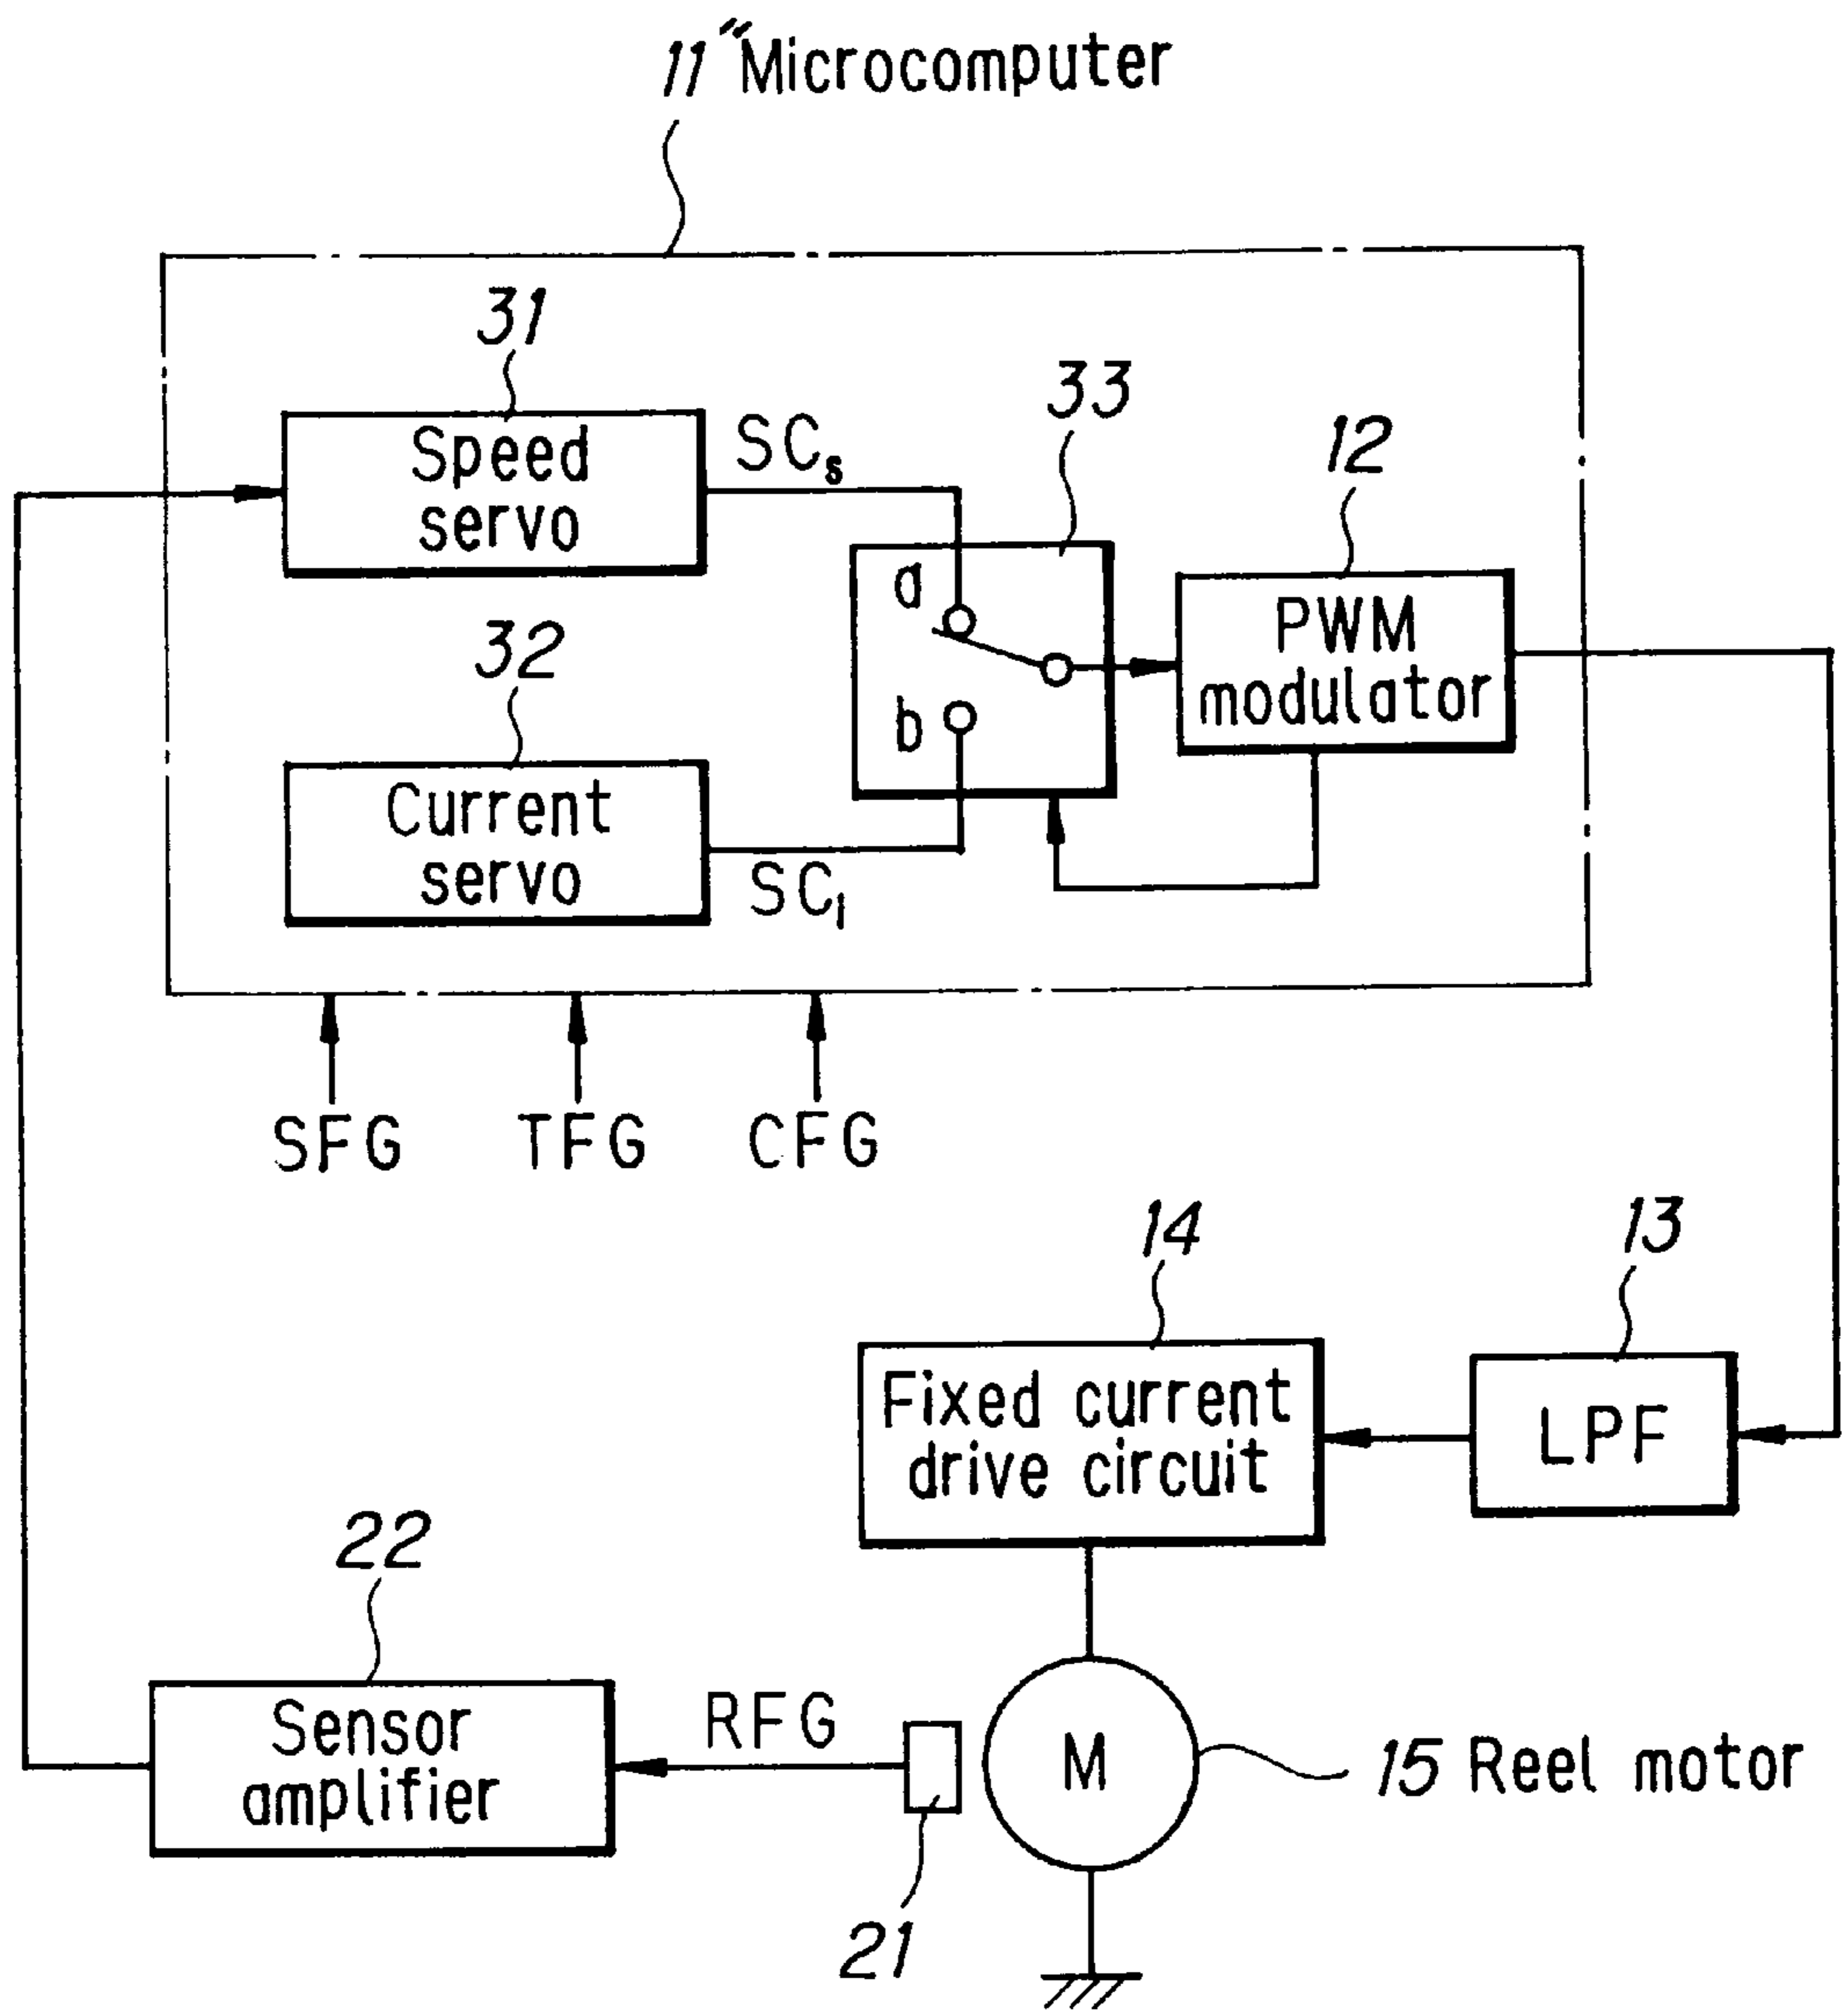 11" Microcomputer
31
33
Speed
servo
SCs
12
a
PWM
modulator
32
b
Current
servo
SCI
SFG TFG CFG
14
13
Fixed current
drive circuit
LPF
22
Sensor
amplifier
RFG
M
15 Reel motor
21